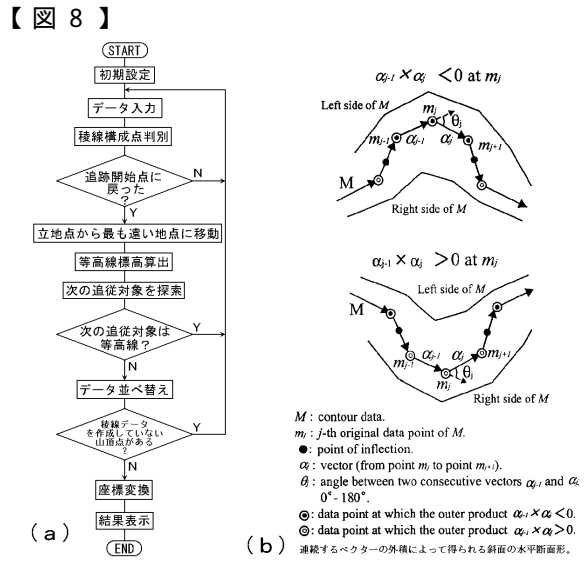 【図８】
START
初期設定
データ入力
稜線構成点判別
追跡開始点に
戻った
?
N
Y
立地点から最も遠い地点に移動
等高線標高算出
次の追従対象を探索
次の追従対象は
等高線？
Y
N
データ並べ替え
稜線データ
を作成していない
山頂点がある
?
Y
N
座標変換
結果表示
END
(a)
αj-1 × αj <0 at mj
Left side of M
mj
θj
mj-1
αj-1
αj
mj+1
M
Right side of M
αj-1 × αj >0 at mj
Left side of M
M
mj-1
αj-1
αj
mj+1
mj
θj
Right side of M
M : contour data.
mj : j-th original data point of M.
● : point of inflection.
αj : vector (from point mj to point mj+1).
θj : angle between two consecutive vectors αj-1 and αj.
0°- 180°.
◉: data point at which the outer product αj-1 × αj <0.
◎: data point at which the outer product αj-1 × αj >0.
(b)
連続するベクターの外積によって得られる斜面の水平断面形。